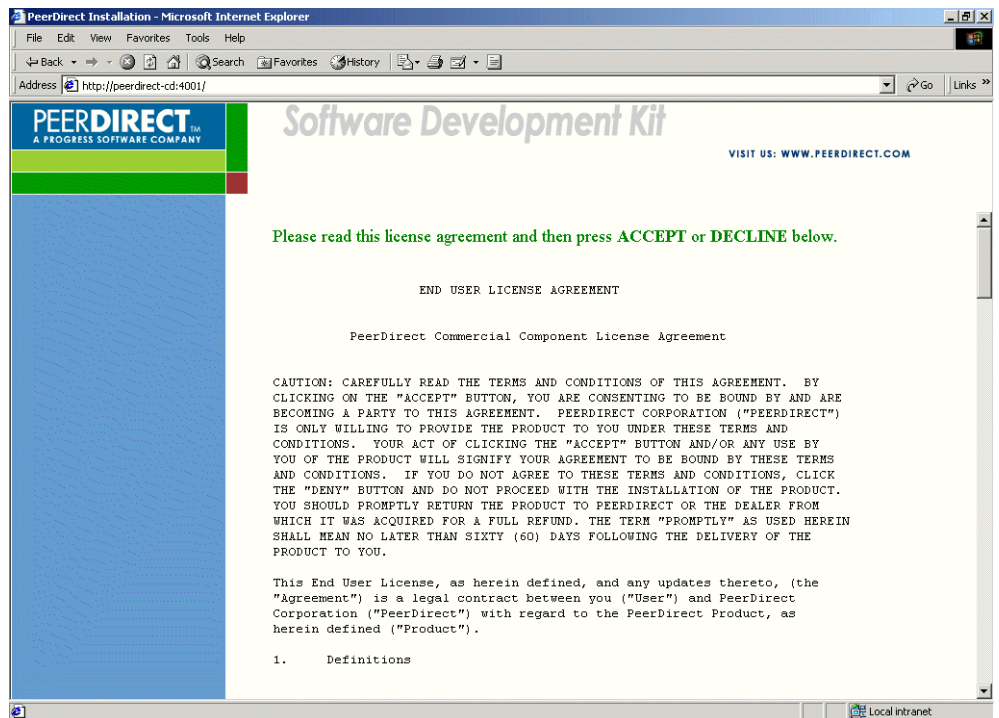 PeerDirect Installation - Microsoft Internet Explorer
File Edit View Favorites Tools Help
Back Search Favorites History
Address http://peerdirect-cd:4001/ Go Links »
PEERDIRECT TM
A PROGRESS SOFTWARE COMPANY
Software Development Kit
VISIT US: WWW.PEERDIRECT.COM
Please read this license agreement and then press ACCEPT or DECLINE below.
END USER LICENSE AGREEMENT
PeerDirect Commercial Component License Agreement
CAUTION: CAREFULLY READ THE TERMS AND CONDITIONS OF THIS AGREEMENT. BY
CLICKING ON THE "ACCEPT" BUTTON, YOU ARE CONSENTING TO BE BOUND BY AND ARE
BECOMING A PARTY TO THIS AGREEMENT. PEERDIRECT CORPORATION ("PEERDIRECT")
IS ONLY WILLING TO PROVIDE THE PRODUCT TO YOU UNDER THESE TERMS AND
CONDITIONS. YOUR ACT OF CLICKING THE "ACCEPT" BUTTON AND/OR ANY USE BY
YOU OF THE PRODUCT WILL SIGNIFY YOUR AGREEMENT TO BE BOUND BY THESE TERMS
AND CONDITIONS. IF YOU DO NOT AGREE TO THESE TERMS AND CONDITIONS, CLICK
THE "DENY" BUTTON AND DO NOT PROCEED WITH THE INSTALLATION OF THE PRODUCT.
YOU SHOULD PROMPTLY RETURN THE PRODUCT TO PEERDIRECT OR THE DEALER FROM
WHICH IT WAS ACQUIRED FOR A FULL REFUND. THE TERM "PROMPTLY" AS USED HEREIN
SHALL MEAN NO LATER THAN SIXTY (60) DAYS FOLLOWING THE DELIVERY OF THE
PRODUCT TO YOU.
This End User License, as herein defined, and any updates thereto, (the
"Agreement") is a legal contract between you ("User") and PeerDirect
Corporation ("PeerDirect") with regard to the PeerDirect Product, as
herein defined ("Product").
1. Definitions
Local intranet